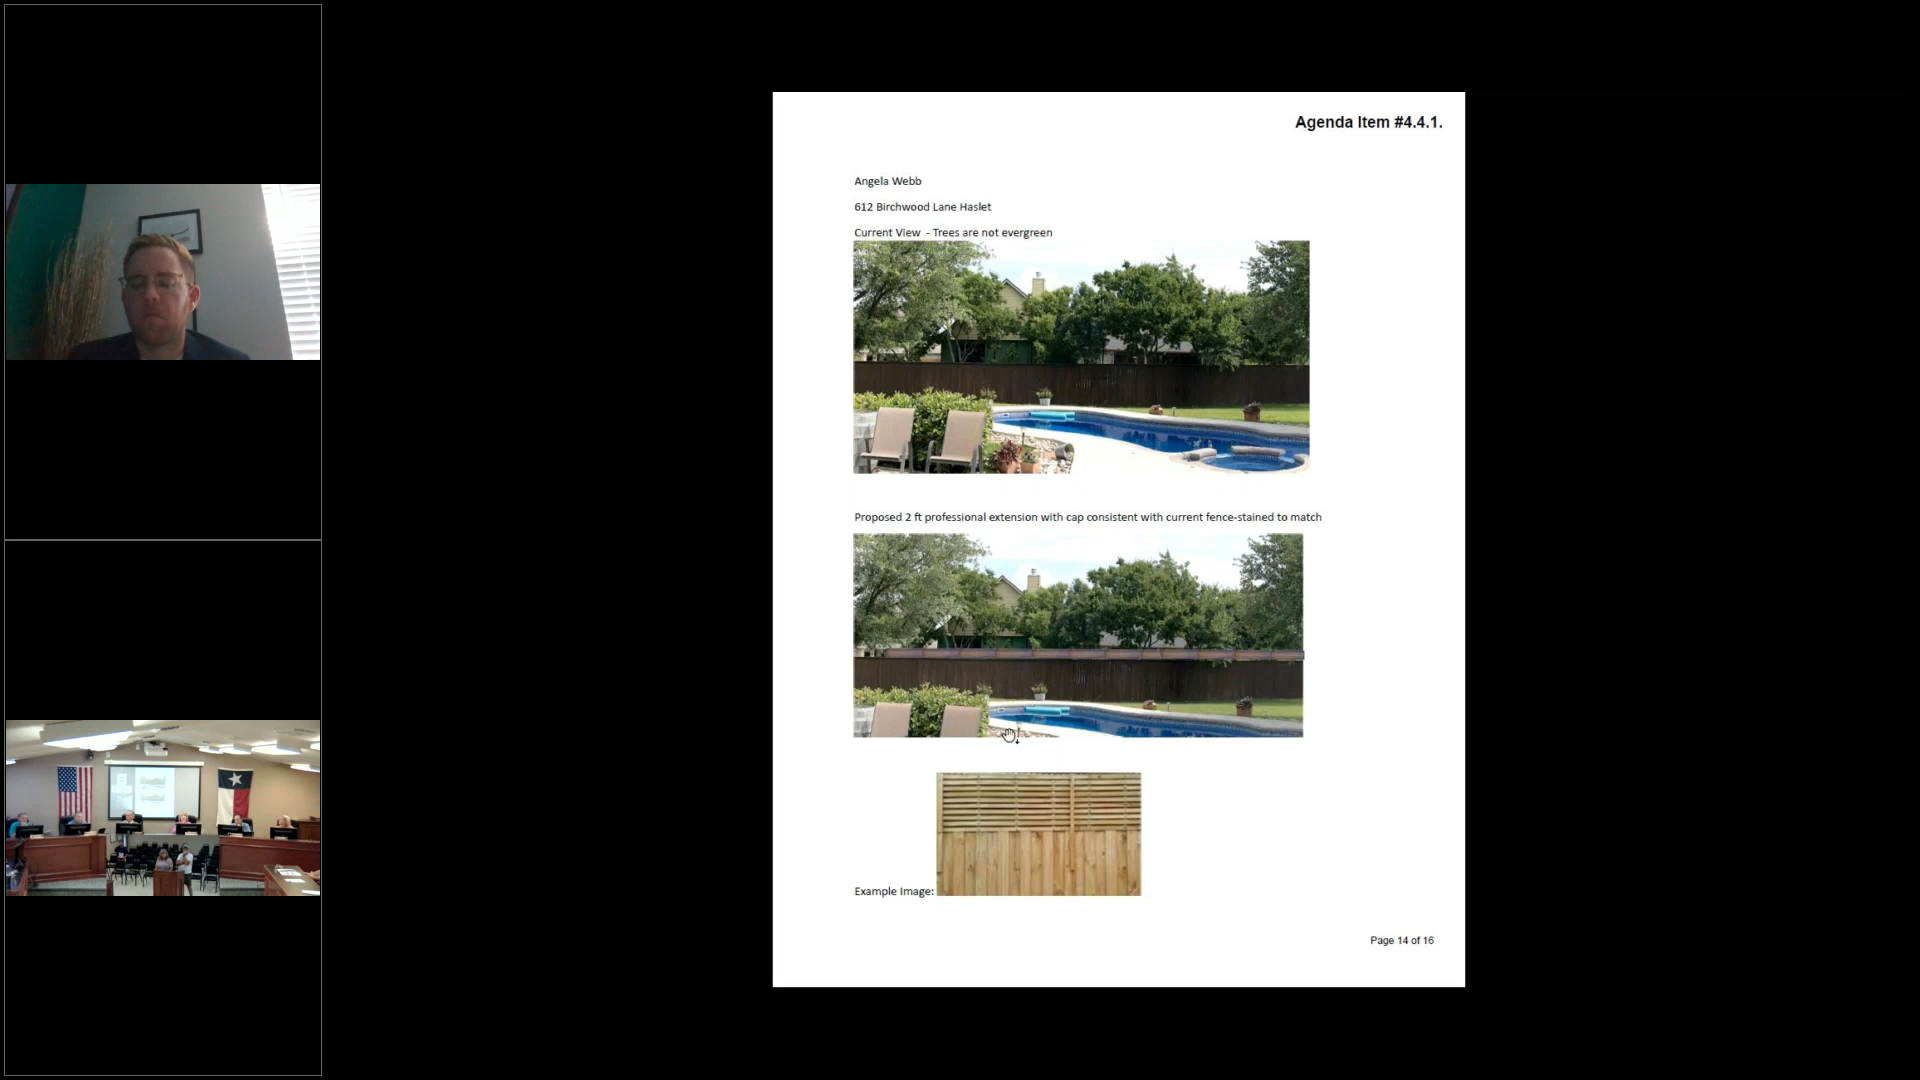 Agenda Item #4.4.1.
Angela Webb
612 Birchwood Lane Haslet
Current View - Trees are not evergreen
Proposed 2 ft professional extension with cap consistent with current fence-stained to match
Example Image:
Page 14 of 16